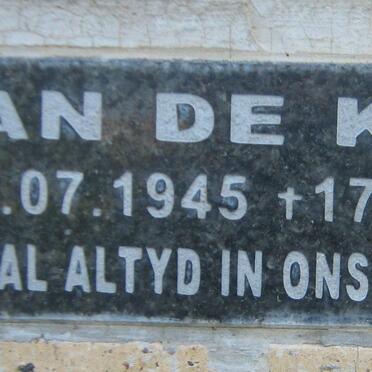 AN DE K
.07.1945 †17
AL ALTYD IN ONS